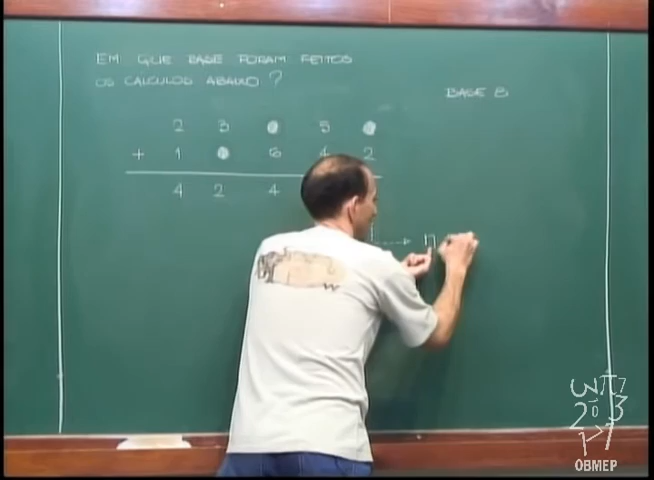 EM QUE BASE FORAM FEITOS
OS CALCULOS ABAIXO?
BASE B
2 3 ● 5 ●
+ 1 ● 6 4 2
4 2 4
OBMEP